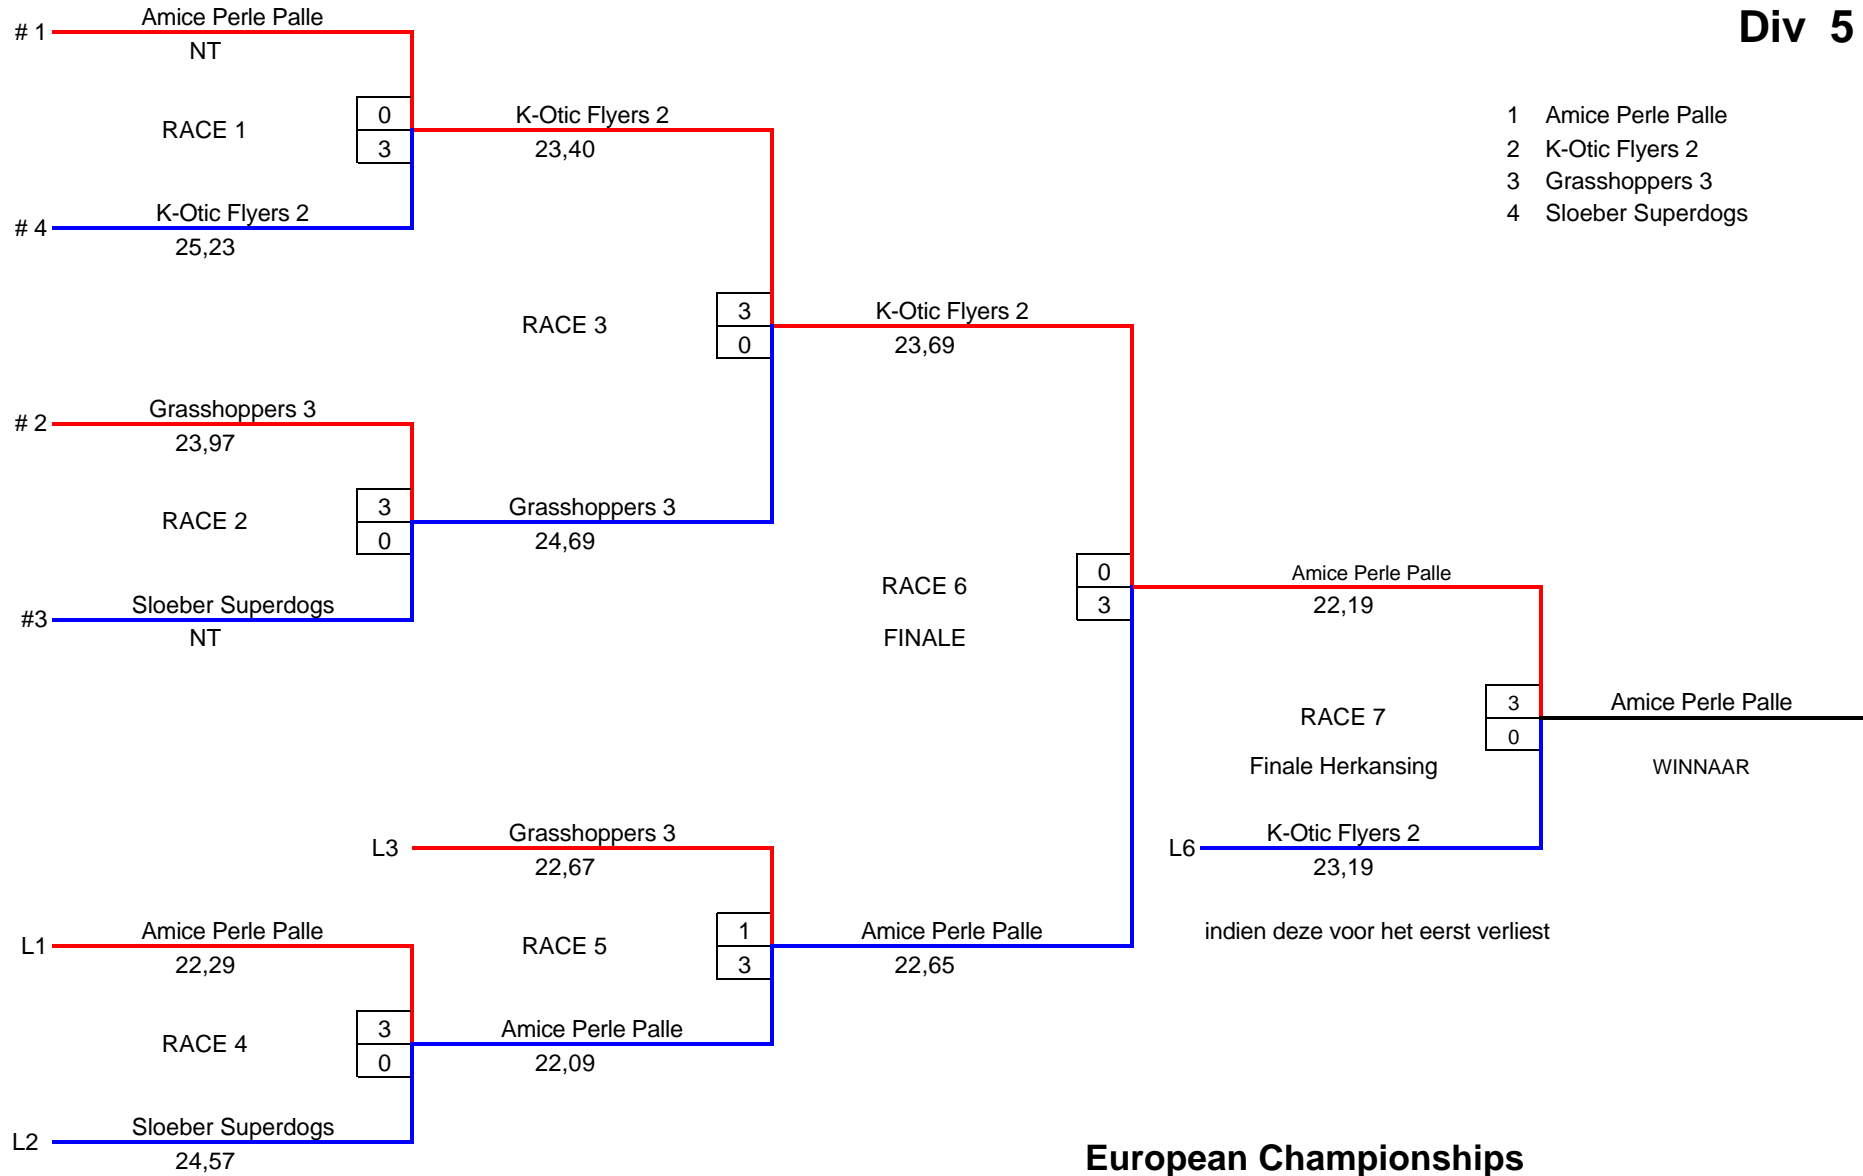 Div 5
# 1
Amice Perle Palle
NT
RACE 1
0
3
# 4
K-Otic Flyers 2
25,23
K-Otic Flyers 2
23,40
1 Amice Perle Palle
2 K-Otic Flyers 2
3 Grasshoppers 3
4 Sloeber Superdogs
RACE 3
3
0
K-Otic Flyers 2
23,69
# 2
Grasshoppers 3
23,97
RACE 2
3
0
#3
Sloeber Superdogs
NT
Grasshoppers 3
24,69
RACE 6
FINALE
0
3
Amice Perle Palle
22,19
RACE 7
Finale Herkansing
3
0
Amice Perle Palle
WINNAAR
L6
K-Otic Flyers 2
23,19
indien deze voor het eerst verliest
L3
Grasshoppers 3
22,67
RACE 5
1
3
Amice Perle Palle
22,65
L1
Amice Perle Palle
22,29
RACE 4
3
0
Amice Perle Palle
22,09
L2
Sloeber Superdogs
24,57
European Championships